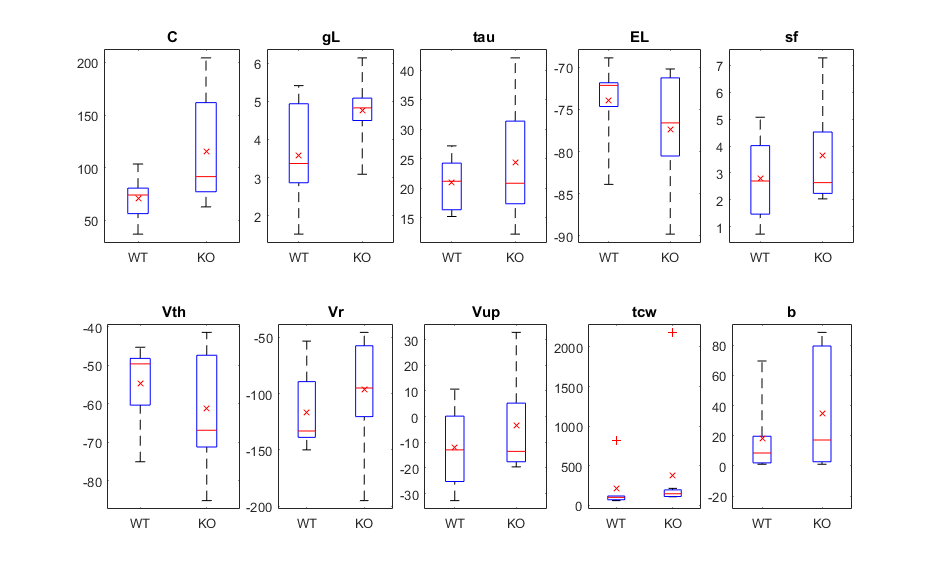 C gL tau EL sf
200 150 100 50
6 5 4 3 2
40 35 30 25 20 15
-70 -75 -80 -85 -90
7 6 5 4 3 2 1
WT KO WT KO WT KO WT KO WT KO
Vth Vr Vup tcw b
-40 -50 -60 -70 -80
-50 -100 -150 -200
30 20 10 0 -10 -20 -30
2000 1500 1000 500 0
80 60 40 20 0 -20
WT KO WT KO WT KO WT KO WT KO